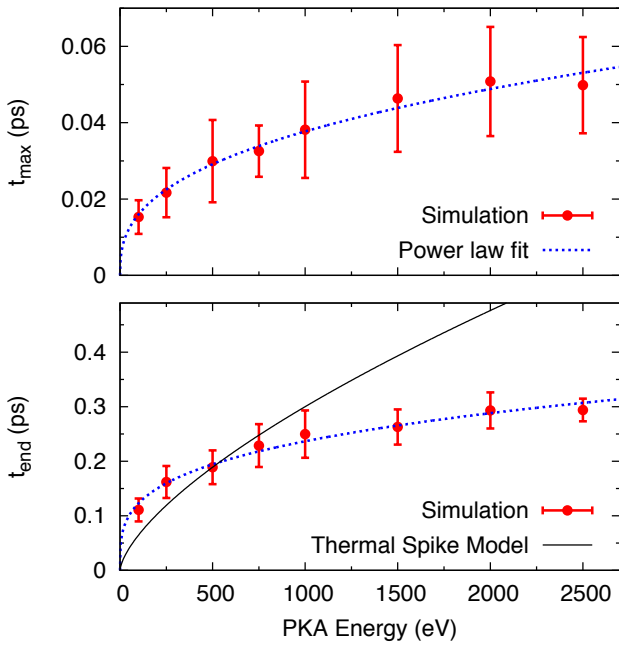 0.06
0.04
0.02
0
t_max (ps)
Simulation
Power law fit
0.4
0.3
0.2
0.1
0
t_end (ps)
Simulation
Thermal Spike Model
0 500 1000 1500 2000 2500
PKA Energy (eV)